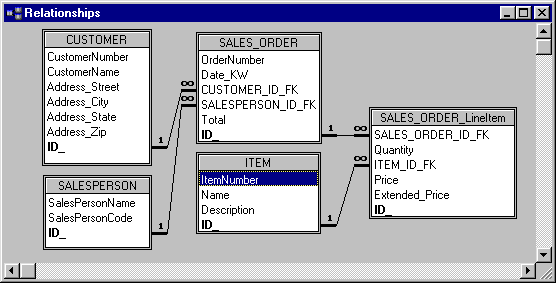 Relationships
CUSTOMER
CustomerNumber
CustomerName
Address_Street
Address_City
Address_State
Address_Zip
ID_
1
SALESPERSON
SalesPersonName
SalesPersonCode
ID_
1
SALES_ORDER
OrderNumber
Date_KW
∞ CUSTOMER_ID_FK
∞ SALESPERSON_ID_FK
Total
ID_
1
ITEM
ItemNumber
Name
Description
ID_
1
SALES_ORDER_LineItem
∞ SALES_ORDER_ID_FK
Quantity
∞ ITEM_ID_FK
Price
Extended_Price
ID_